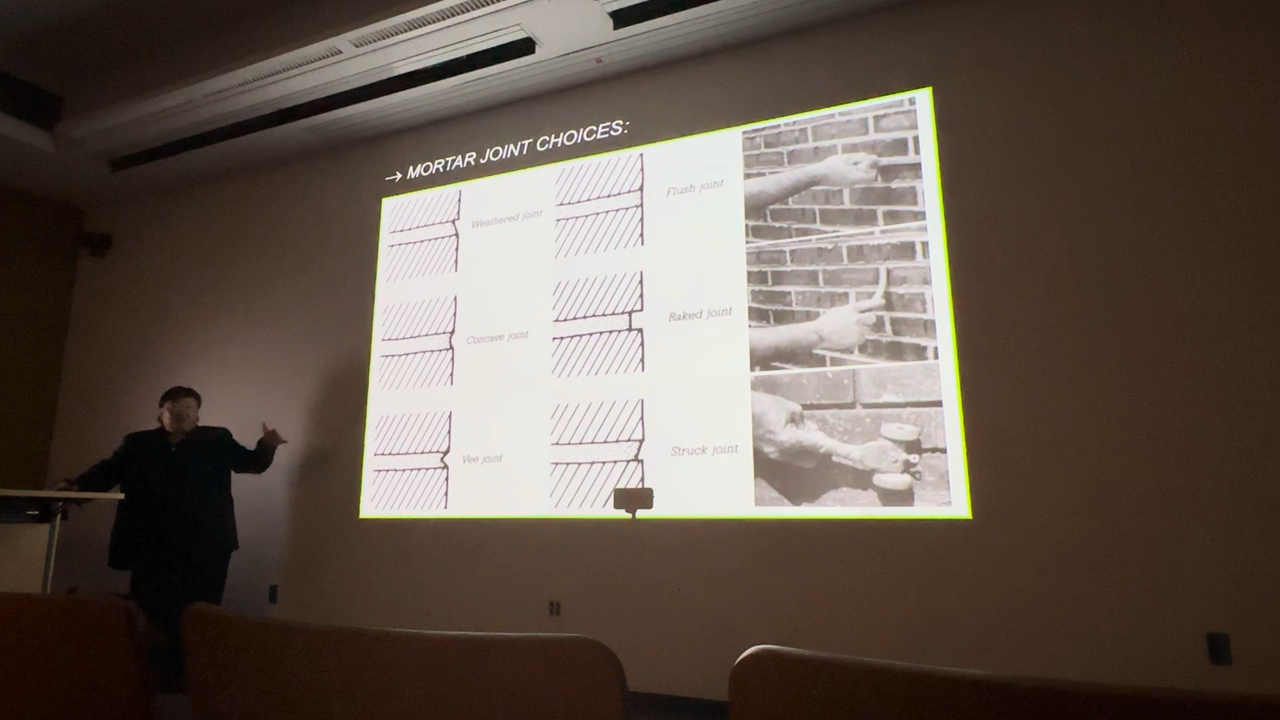 → MORTAR JOINT CHOICES:
Weathered joint
Flush joint
Concave joint
Raked joint
Vee joint
Struck joint